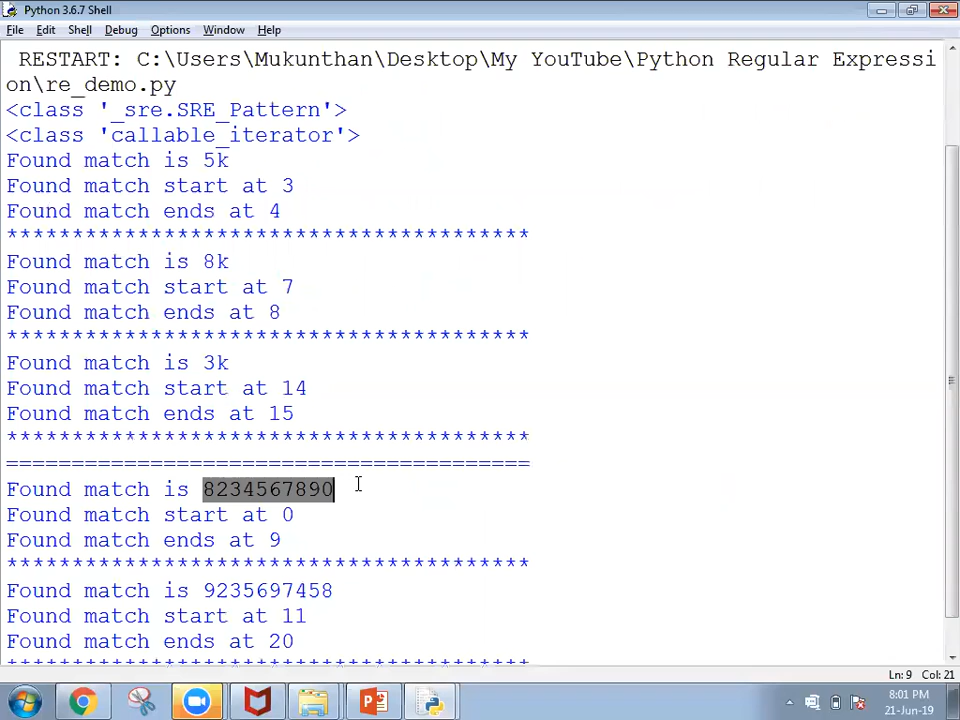 Python 3.6.7 Shell
File Edit Shell Debug Options Window Help
RESTART: C:\Users\Mukunthan\Desktop\My YouTube\Python Regular Expressi
on\re_demo.py
<class '_sre.SRE_Pattern'>
<class 'callable_iterator'>
Found match is 5k
Found match start at 3
Found match ends at 4
****************************************
Found match is 8k
Found match start at 7
Found match ends at 8
****************************************
Found match is 3k
Found match start at 14
Found match ends at 15
****************************************
========================================
Found match is 8234567890
Found match start at 0
Found match ends at 9
****************************************
Found match is 9235697458
Found match start at 11
Found match ends at 20
****************************************
Ln: 9 Col: 21
8:01 PM
21-Jun-19